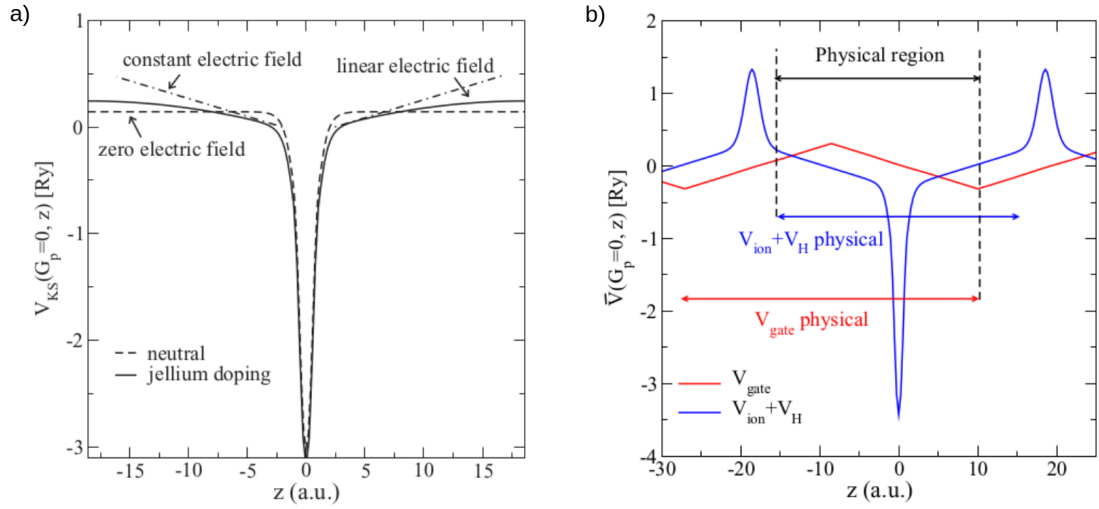 a)
1
0
-1
-2
-3
V_KS(G_p=0, z) [Ry]
constant electric field
linear electric field
zero electric field
neutral
jellium doping
-15 -10 -5 0 5 10 15
z (a.u.)
b)
2
1
0
-1
-2
-3
-4
V̄(G_p=0, z) [Ry]
Physical region
V_ion+V_H physical
V_gate physical
V_gate
V_ion+V_H
-30 -20 -10 0 10 20
z (a.u.)